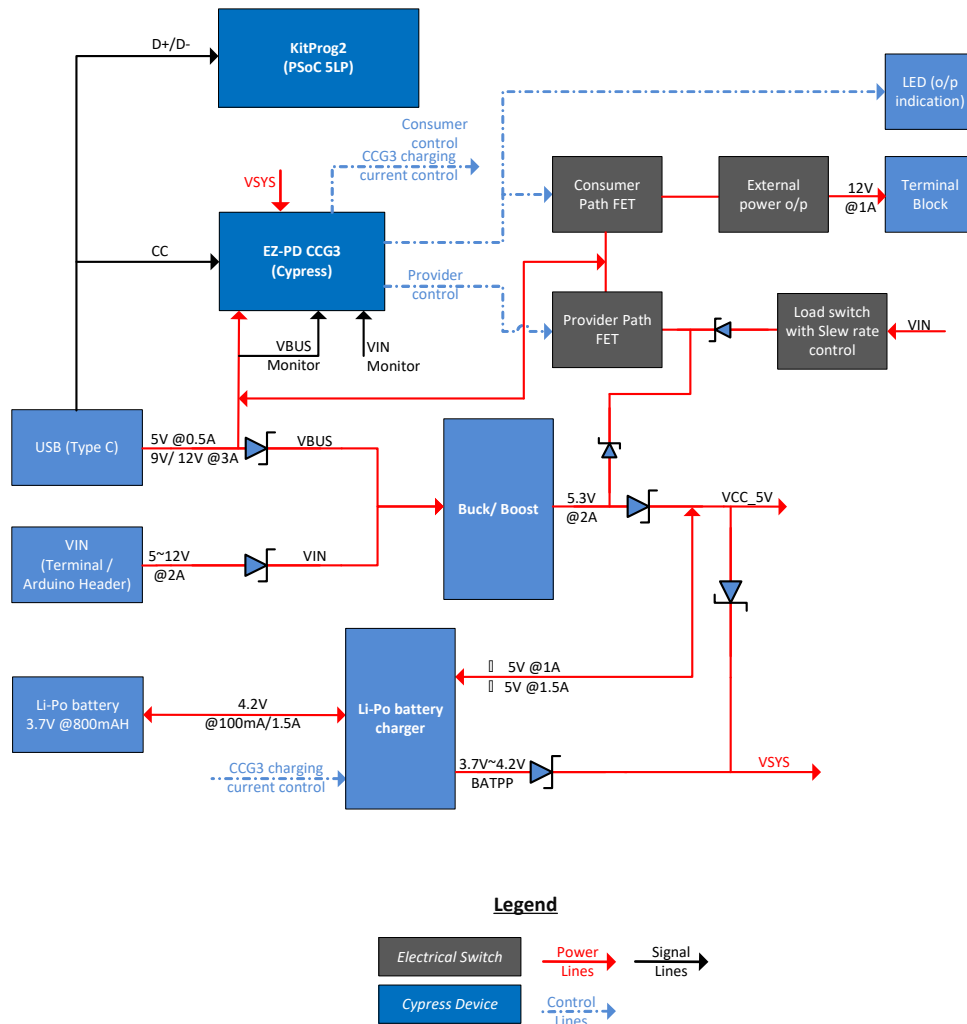 D+/D-
KitProg2
(PSoC 5LP)
LED (o/p
indication)
Consumer
control
CCG3 charging
current control
VSYS
Consumer
Path FET
External
power o/p
12V
@1A
Terminal
Block
CC
EZ-PD CCG3
(Cypress)
Provider
control
Provider Path
FET
Load switch
with Slew rate
control
VIN
VBUS
Monitor
VIN
Monitor
USB (Type C)
5V @0.5A
9V/ 12V @3A
VBUS
Buck/ Boost
5.3V
@2A
VCC_5V
VIN
(Terminal /
Arduino Header)
5~12V
@2A
VIN
5V @1A
5V @1.5A
Li-Po battery
3.7V @800mAH
4.2V
@100mA/1.5A
Li-Po battery
charger
CCG3 charging
current control
3.7V~4.2V
BATPP
VSYS
Legend
Electrical Switch
Power
Lines
Signal
Lines
Cypress Device
Control
Lines